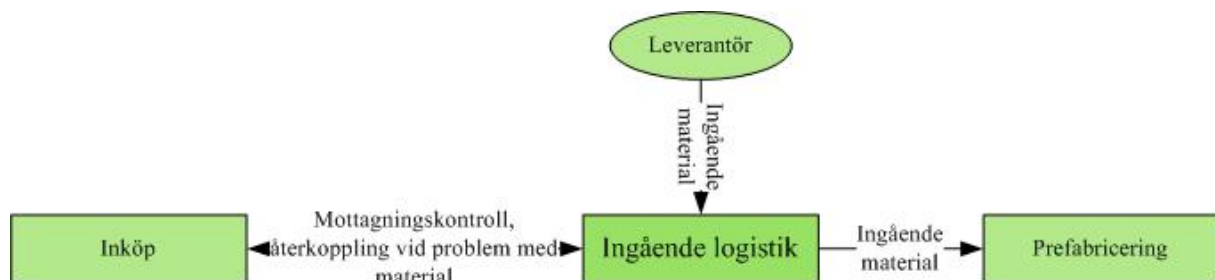 Leverantör
Ingående
material
Mottagningskontroll,
återkoppling vid problem med
material
Inköp
Ingående logistik
Ingående
material
Prefabricering